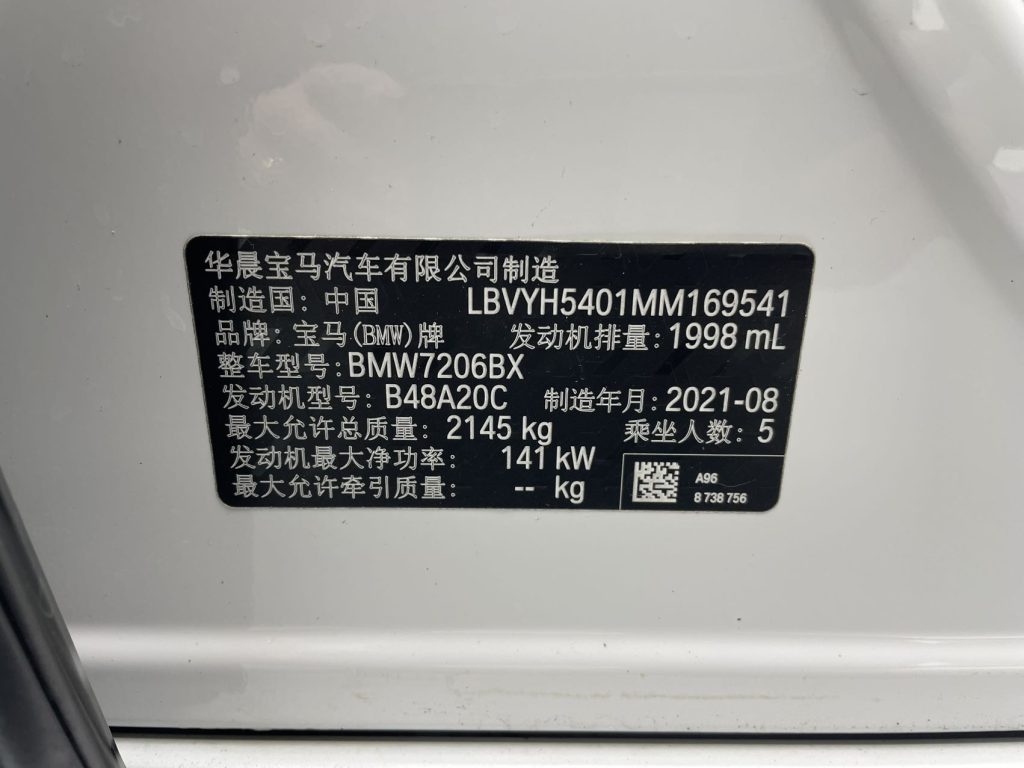 华晨宝马汽车有限公司制造
制造国: 中国 LBVYH5401MM169541
品牌: 宝马(BMW)牌 发动机排量: 1998 mL
整车型号: BMW7206BX
发动机型号: B48A20C 制造年月: 2021-08
最大允许总质量: 2145 kg 乘坐人数: 5
发动机最大净功率: 141 kW
最大允许牵引质量: -- kg
A96
8 738 756